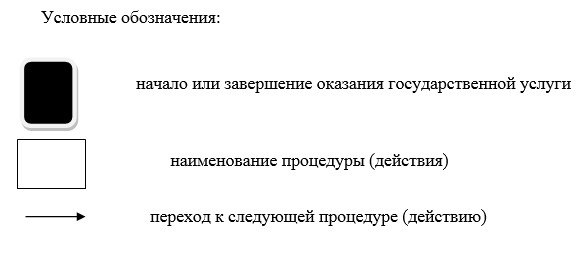 Условные обозначения:
начало или завершение оказания государственной услуги
наименование процедуры (действия)
переход к следующей процедуре (действию)